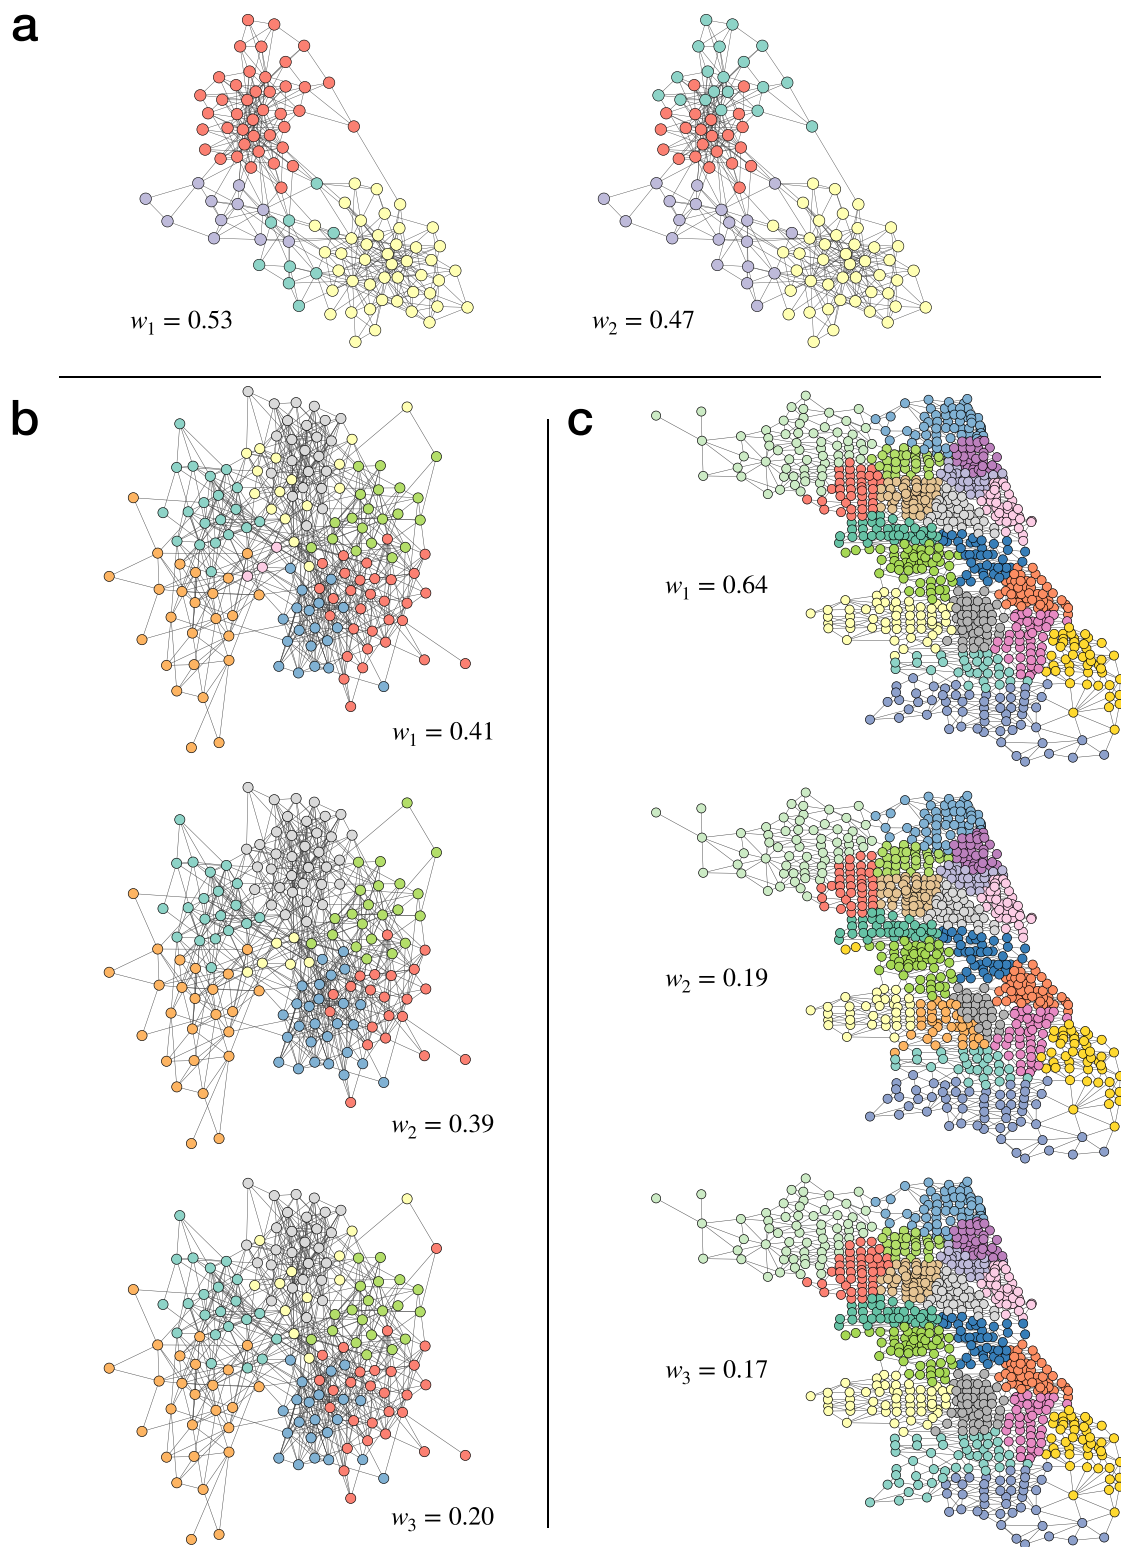 a
w₁ = 0.53
w₂ = 0.47
b
w₁ = 0.41
w₂ = 0.39
w₃ = 0.20
c
w₁ = 0.64
w₂ = 0.19
w₃ = 0.17